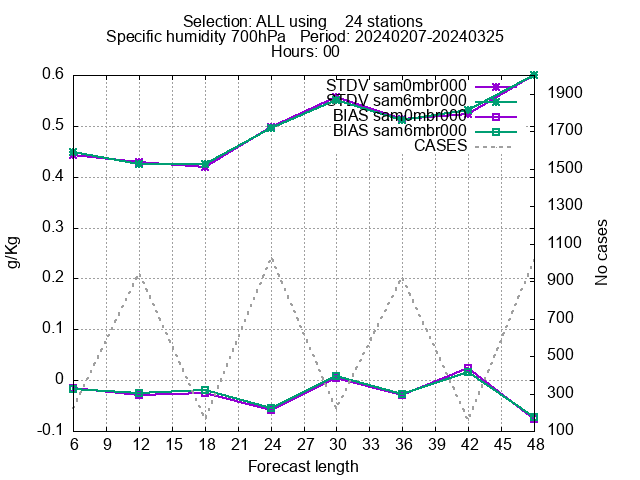 Selection: ALL using    24 stations
Specific humidity 700hPa   Period: 20240207-20240325
Hours: 00
STDV sam0mbr000
STDV sam6mbr000
BIAS sam0mbr000
BIAS sam6mbr000
CASES
0.6
0.5
0.4
0.3
0.2
0.1
0
-0.1
g/Kg
1900
1700
1500
1300
1100
900
700
500
300
100
No cases
6 9 12 15 18 21 24 27 30 33 36 39 42 45 48
Forecast length